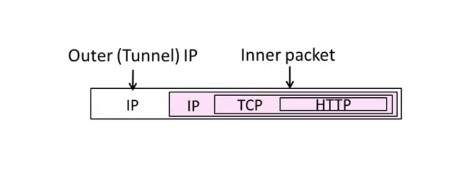 Outer (Tunnel) IP
Inner packet
IP
IP
TCP
HTTP